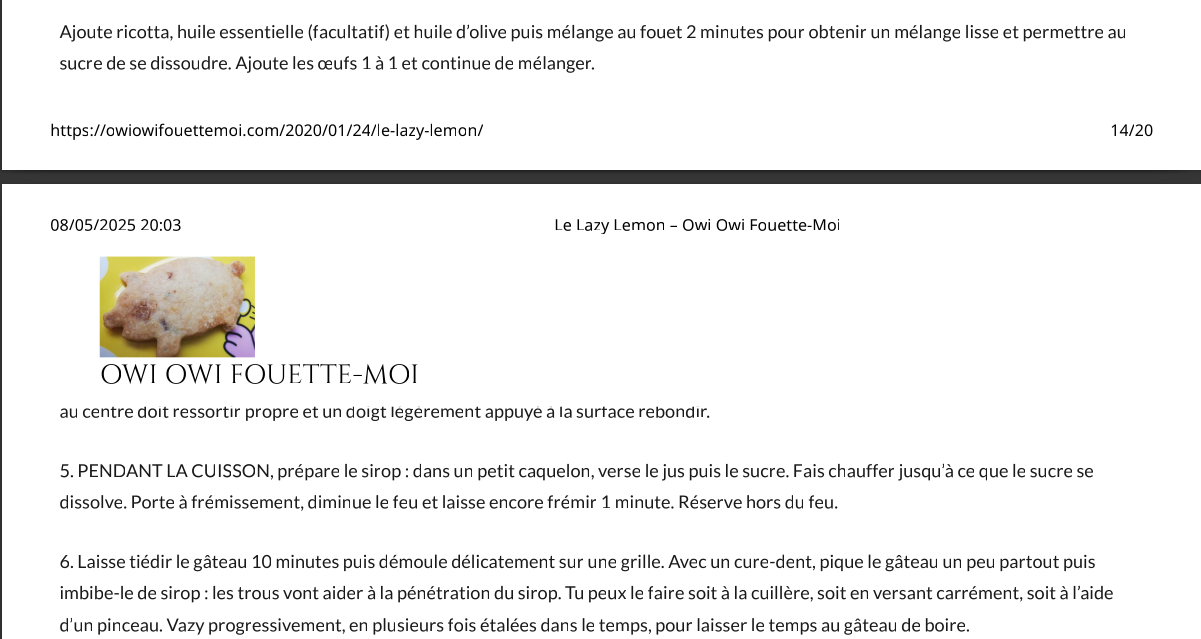 Ajoute ricotta, huile essentielle (facultatif) et huile d’olive puis mélange au fouet 2 minutes pour obtenir un mélange lisse et permettre au
sucre de se dissoudre. Ajoute les œufs 1 à 1 et continue de mélanger.
https://owiowifouettemoi.com/2020/01/24/le-lazy-lemon/ 14/20
08/05/2025 20:03 Le Lazy Lemon – Owi Owi Fouette-Moi
OWI OWI FOUETTE-MOI
au centre doit ressortir propre et un doigt légèrement appuyé à la surface rebondir.
5. PENDANT LA CUISSON, prépare le sirop : dans un petit caquelon, verse le jus puis le sucre. Fais chauffer jusqu’à ce que le sucre se
dissolve. Porte à frémissement, diminue le feu et laisse encore frémir 1 minute. Réserve hors du feu.
6. Laisse tiédir le gâteau 10 minutes puis démoule délicatement sur une grille. Avec un cure-dent, pique le gâteau un peu partout puis
imbibe-le de sirop : les trous vont aider à la pénétration du sirop. Tu peux le faire soit à la cuillère, soit en versant carrément, soit à l’aide
d’un pinceau. Vazy progressivement, en plusieurs fois étalées dans le temps, pour laisser le temps au gâteau de boire.